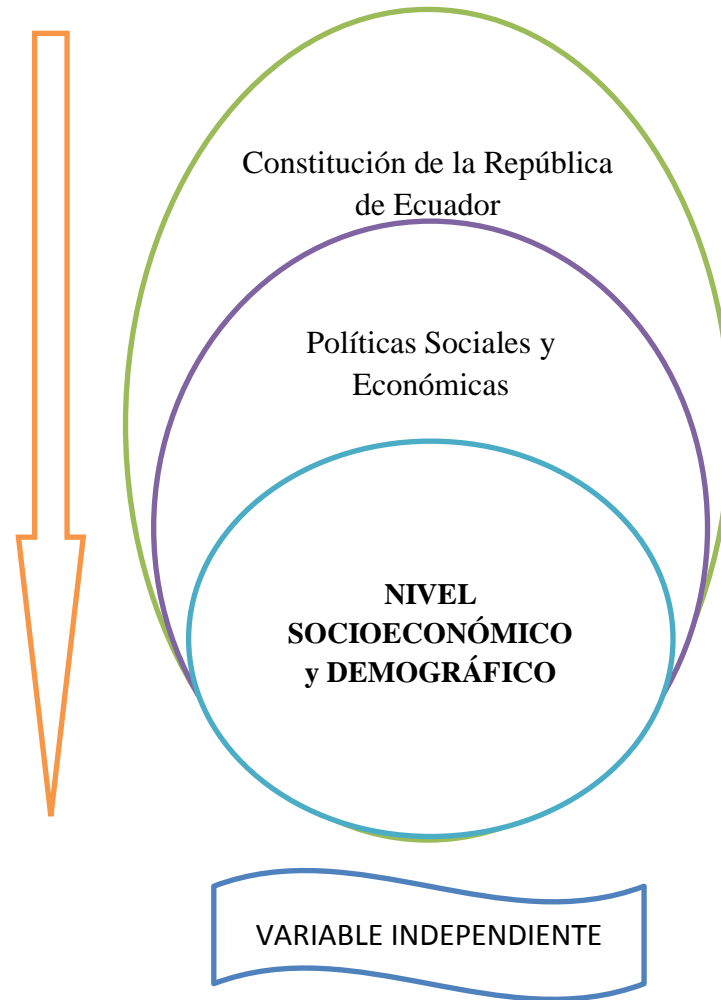 Constitución de la República
de Ecuador
Políticas Sociales y
Económicas
NIVEL
SOCIOECONÓMICO
y DEMOGRÁFICO
VARIABLE INDEPENDIENTE